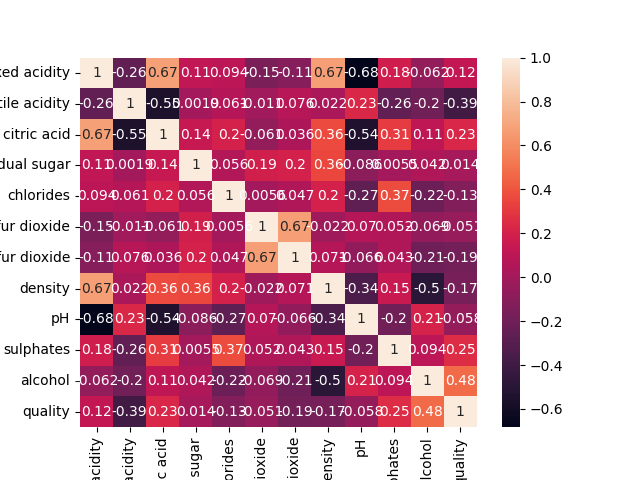 ed acidity 1 -0.26 0.67 0.11 0.094 -0.15 -0.11 0.67 -0.68 0.18 -0.062 0.12
tile acidity -0.26 1 -0.55 0.0019 0.061 -0.011 0.076 0.022 0.23 -0.26 -0.2 -0.39
citric acid 0.67 -0.55 1 0.14 0.2 -0.061 0.036 0.36 -0.54 0.31 0.11 0.23
dual sugar 0.11 0.0019 0.14 1 0.056 0.19 0.2 0.36 -0.086 0.0055 0.042 0.014
chlorides 0.094 0.061 0.2 0.056 1 0.0056 0.047 0.2 -0.27 0.37 -0.22 -0.13
fur dioxide -0.15 -0.011 -0.061 0.19 0.0056 1 0.67 -0.022 0.07 0.052 -0.069 -0.051
fur dioxide -0.11 0.076 0.036 0.2 0.047 0.67 1 0.071 -0.066 0.043 -0.21 -0.19
density 0.67 0.022 0.36 0.36 0.2 -0.022 0.071 1 -0.34 0.15 -0.5 -0.17
pH -0.68 0.23 -0.54 -0.086 -0.27 0.07 -0.066 -0.34 1 -0.2 0.21 -0.058
sulphates 0.18 -0.26 0.31 0.0055 0.37 0.052 0.043 0.15 -0.2 1 0.094 0.25
alcohol -0.062 -0.2 0.11 0.042 -0.22 -0.069 -0.21 -0.5 0.21 0.094 1 0.48
quality 0.12 -0.39 0.23 0.014 -0.13 -0.051 -0.19 -0.17 -0.058 0.25 0.48 1
acidity
acidity
c acid
sugar
orides
ioxide
ioxide
ensity
pH
hates
lcohol
uality
1.0
0.8
0.6
0.4
0.2
0.0
−0.2
−0.4
−0.6